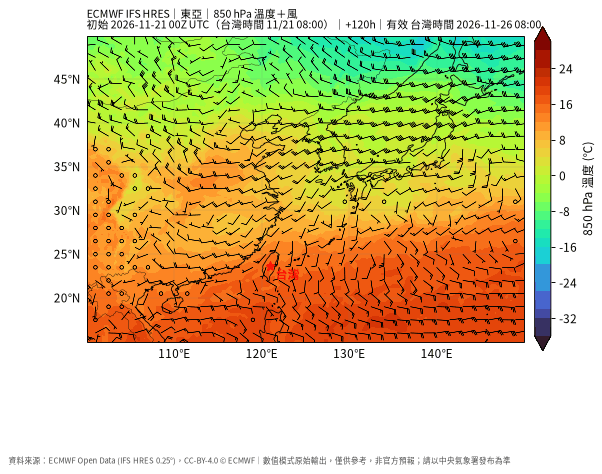 ECMWF IFS HRES｜東亞｜850 hPa 溫度＋風
初始 2026-11-21 00Z UTC（台灣時間 11/21 08:00）｜+120h｜有效 台灣時間 2026-11-26 08:00
45°N
40°N
35°N
30°N
25°N
20°N
110°E
120°E
130°E
140°E
台灣
24
16
8
0
-8
-16
-24
-32
850 hPa 溫度 (°C)
資料來源：ECMWF Open Data (IFS HRES 0.25°)，CC-BY-4.0 © ECMWF｜數值模式原始輸出，僅供參考，非官方預報；請以中央氣象署發布為準